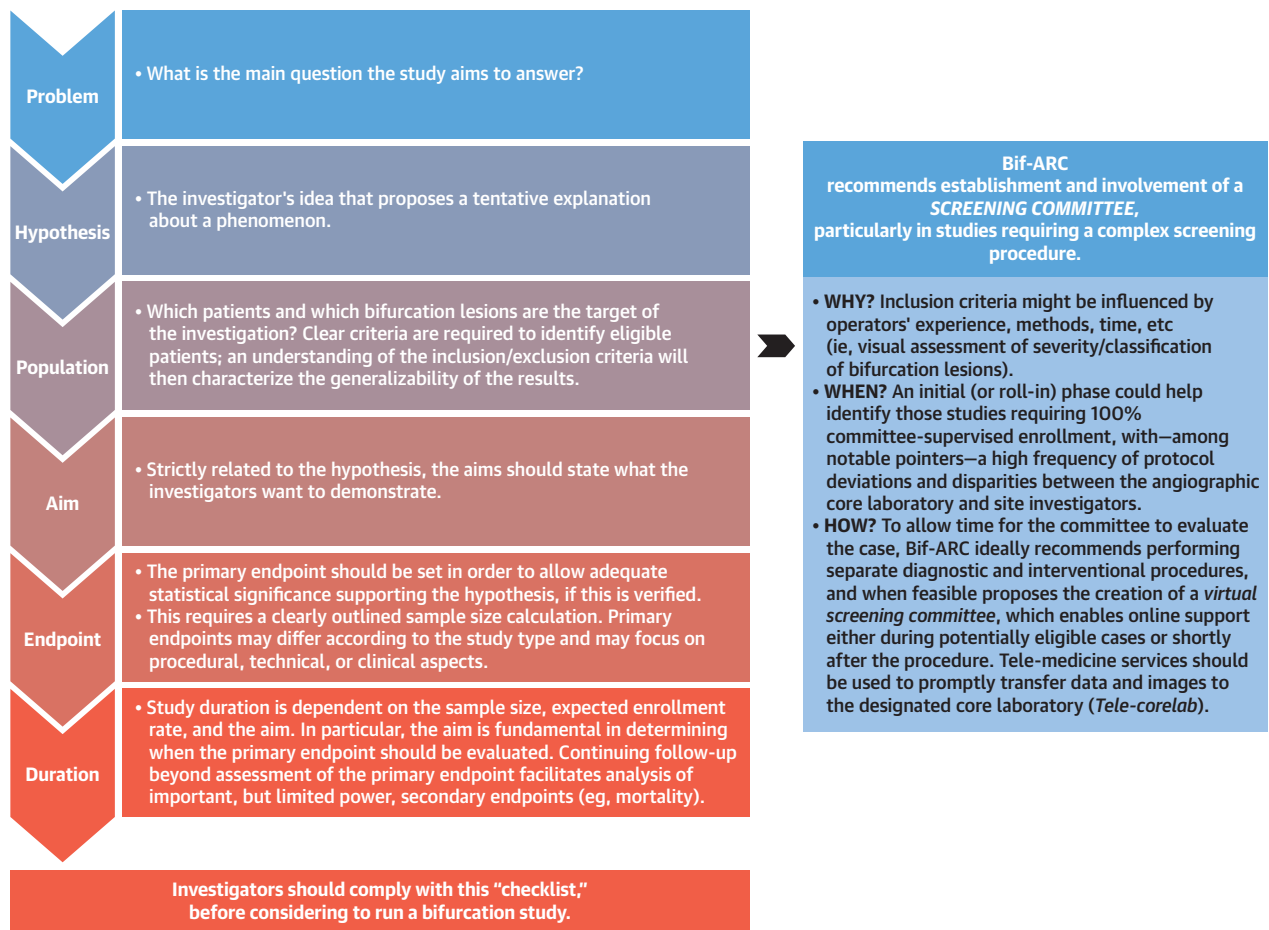 Problem
• What is the main question the study aims to answer?
Hypothesis
• The investigator's idea that proposes a tentative explanation
about a phenomenon.
Population
• Which patients and which bifurcation lesions are the target of
the investigation? Clear criteria are required to identify eligible
patients; an understanding of the inclusion/exclusion criteria will
then characterize the generalizability of the results.
Aim
• Strictly related to the hypothesis, the aims should state what the
investigators want to demonstrate.
Endpoint
• The primary endpoint should be set in order to allow adequate
statistical significance supporting the hypothesis, if this is verified.
• This requires a clearly outlined sample size calculation. Primary
endpoints may differ according to the study type and may focus on
procedural, technical, or clinical aspects.
Duration
• Study duration is dependent on the sample size, expected enrollment
rate, and the aim. In particular, the aim is fundamental in determining
when the primary endpoint should be evaluated. Continuing follow-up
beyond assessment of the primary endpoint facilitates analysis of
important, but limited power, secondary endpoints (eg, mortality).
Investigators should comply with this “checklist,”
before considering to run a bifurcation study.
Bif-ARC
recommends establishment and involvement of a
SCREENING COMMITTEE,
particularly in studies requiring a complex screening
procedure.
• WHY? Inclusion criteria might be influenced by
operators' experience, methods, time, etc
(ie, visual assessment of severity/classification
of bifurcation lesions).
• WHEN? An initial (or roll-in) phase could help
identify those studies requiring 100%
committee-supervised enrollment, with—among
notable pointers—a high frequency of protocol
deviations and disparities between the angiographic
core laboratory and site investigators.
• HOW? To allow time for the committee to evaluate
the case, Bif-ARC ideally recommends performing
separate diagnostic and interventional procedures,
and when feasible proposes the creation of a virtual
screening committee, which enables online support
either during potentially eligible cases or shortly
after the procedure. Tele-medicine services should
be used to promptly transfer data and images to
the designated core laboratory (Tele-corelab).